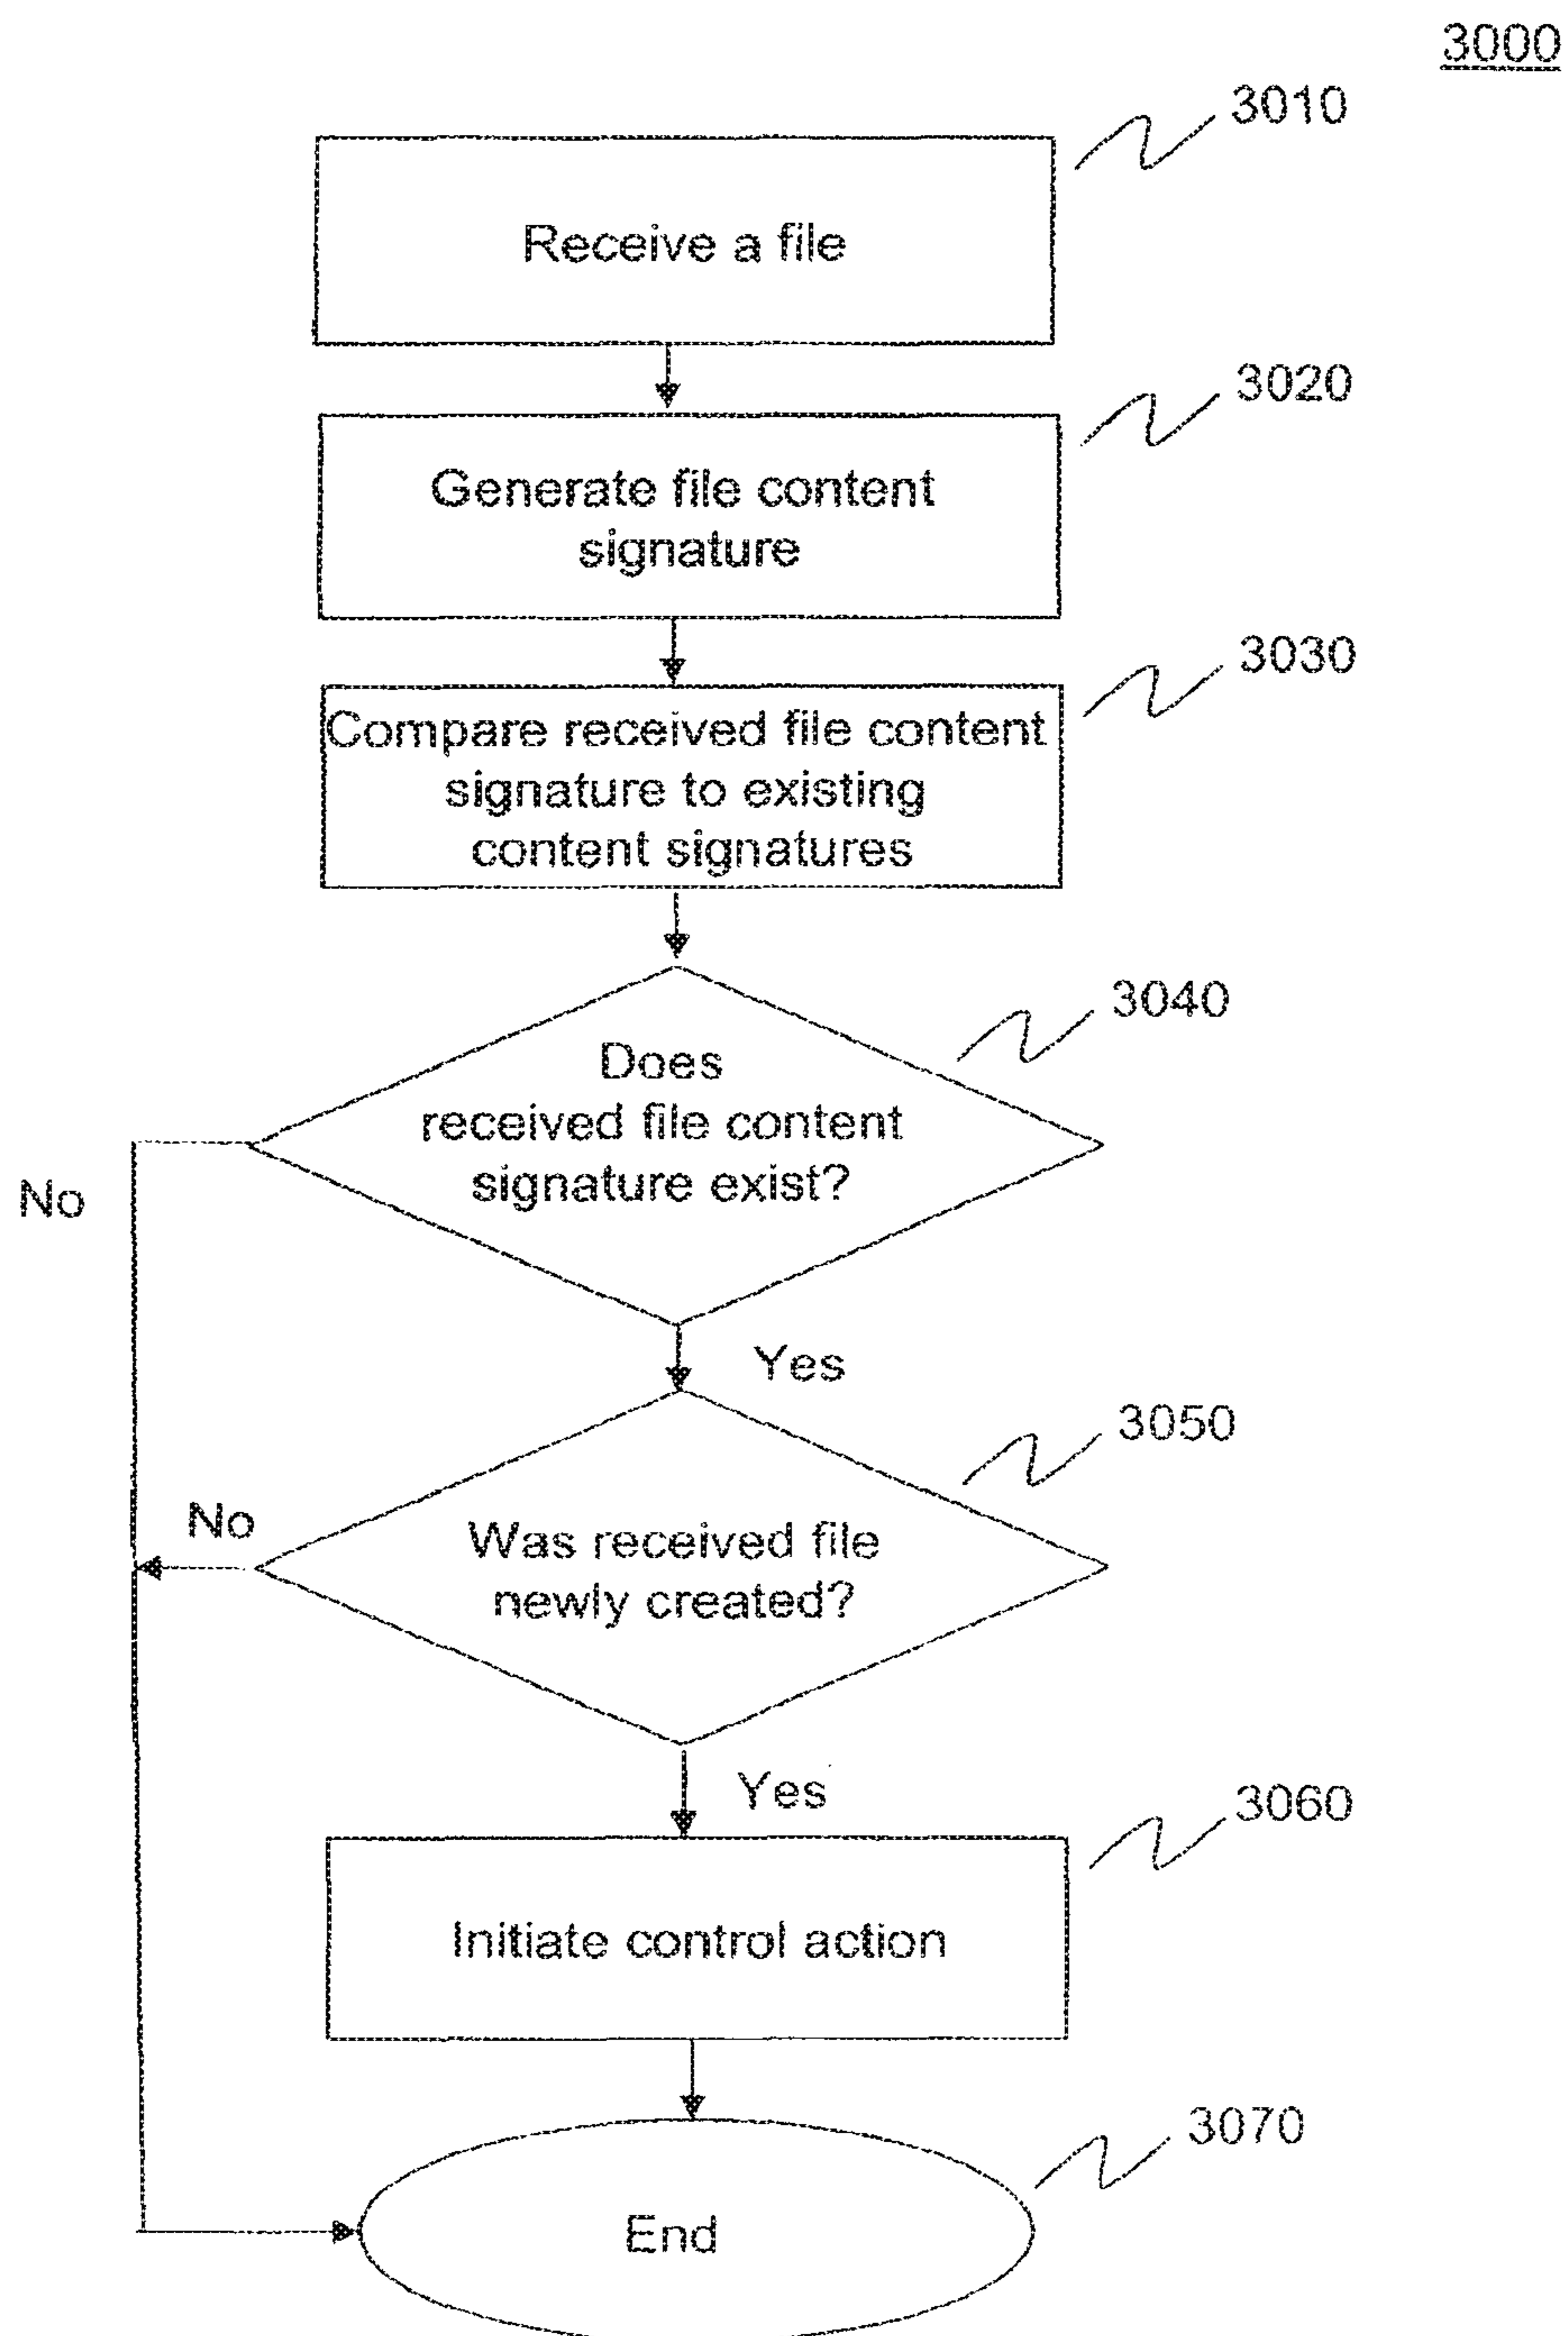 3000
3010
Receive a file
3020
Generate file content
signature
3030
Compare received file content
signature to existing
content signatures
3040
Does
received file content
signature exist?
No
Yes
3050
No
Was received file
newly created?
Yes
3060
Initiate control action
3070
End